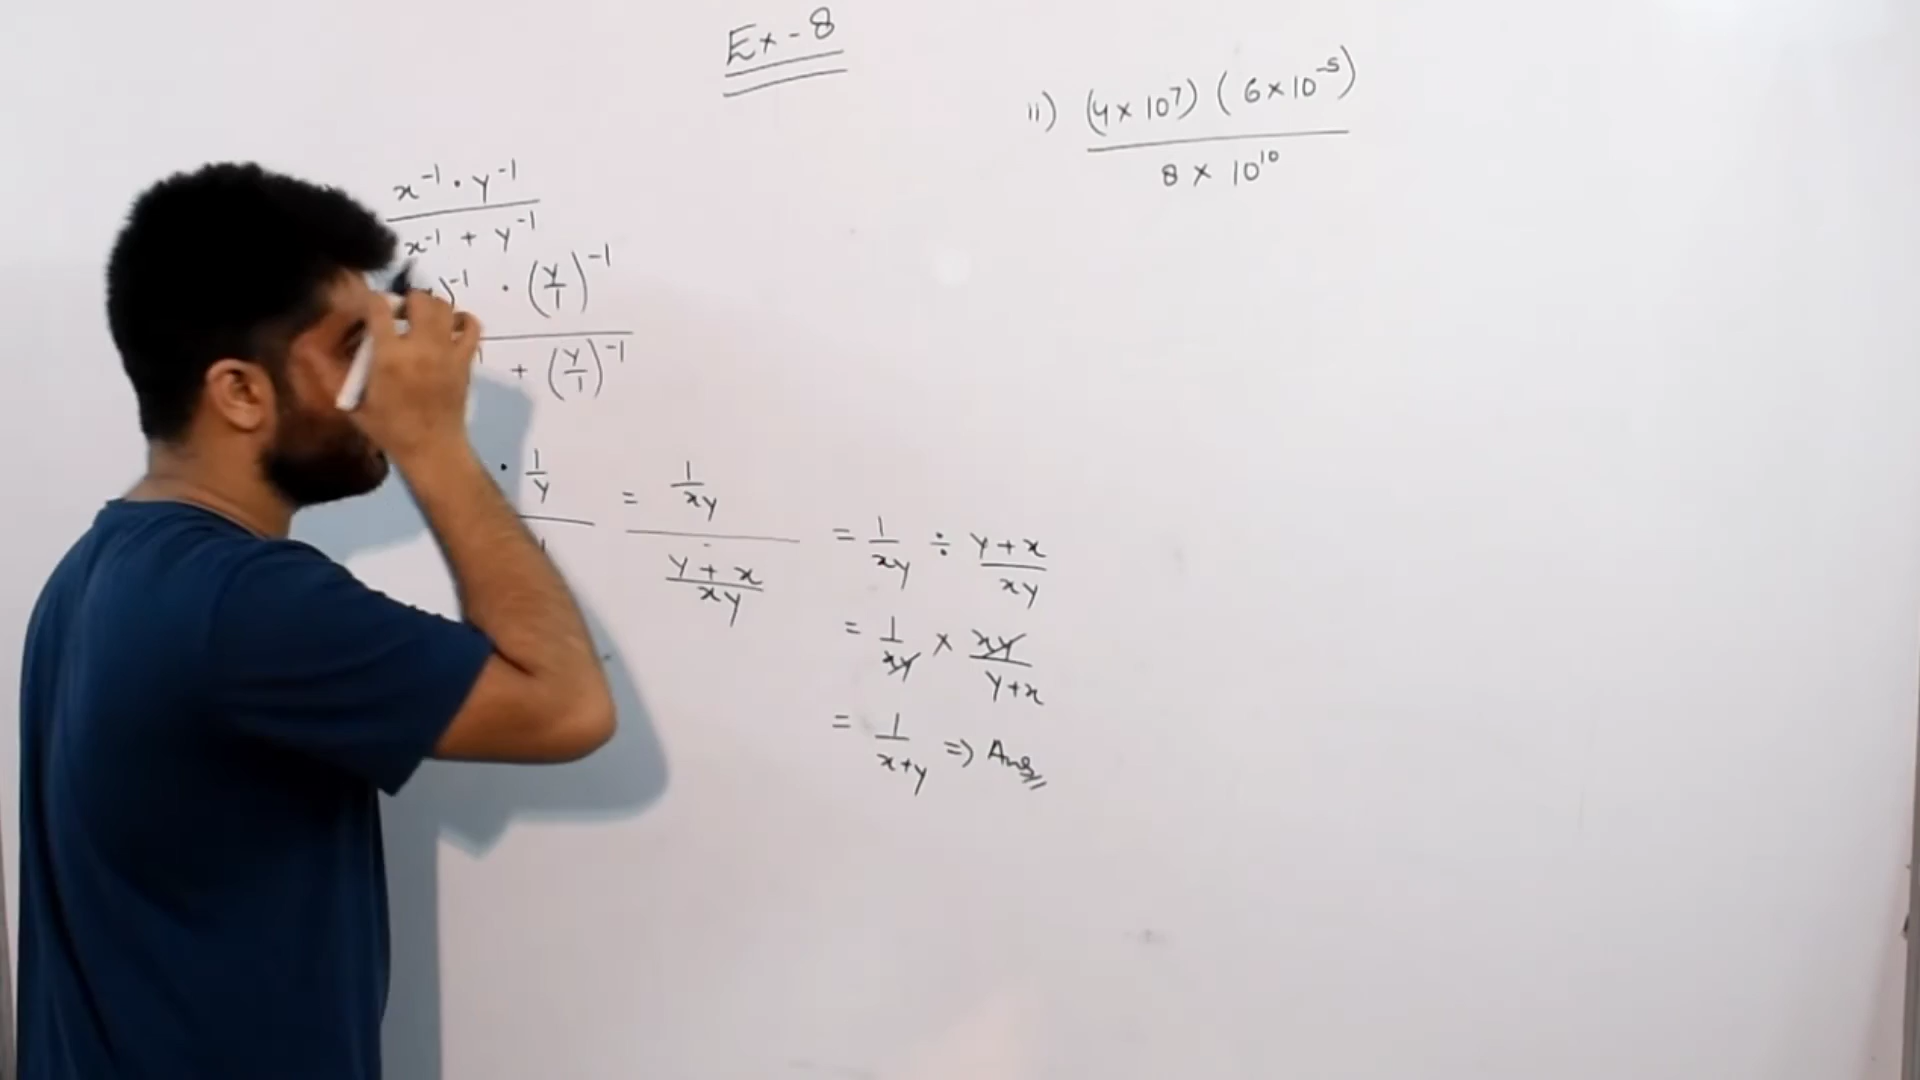 Ex-8
x⁻¹ · y⁻¹
x⁻¹ + y⁻¹
)⁻¹ · (y/1)⁻¹
+ (y/1)⁻¹
· 1/y = 1/xy
y + x
xy
= 1/xy ÷ y+x/xy
= 1/xy × xy/y+x
= 1/x+y => Ans
ii) (4 × 10⁷) (6 × 10⁻⁵)
8 × 10¹⁰